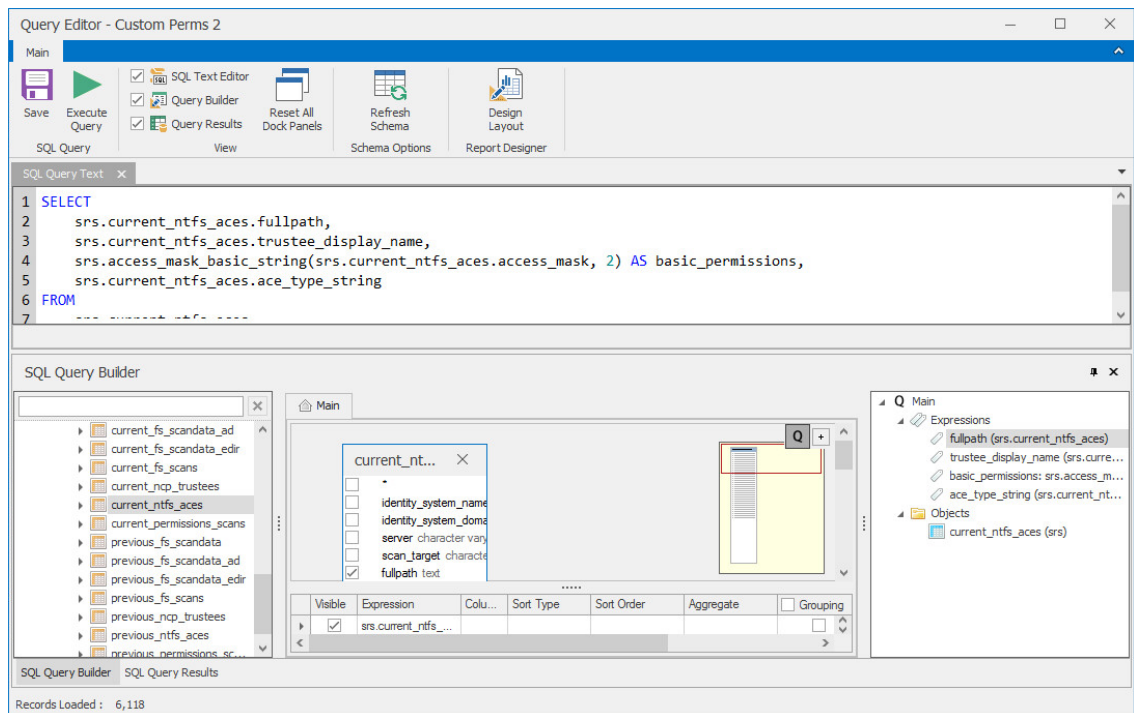 Query Editor - Custom Perms 2
Main
Save
Execute Query
SQL Text Editor
Query Builder
Query Results
Reset All Dock Panels
Refresh Schema
Design Layout
SQL Query
View
Schema Options
Report Designer
SQL Query Text
1 SELECT
2 srs.current_ntfs_aces.fullpath,
3 srs.current_ntfs_aces.trustee_display_name,
4 srs.access_mask_basic_string(srs.current_ntfs_aces.access_mask, 2) AS basic_permissions,
5 srs.current_ntfs_aces.ace_type_string
6 FROM
7
SQL Query Builder
current_fs_scandata_ad
current_fs_scandata_edir
current_fs_scans
current_ncp_trustees
current_ntfs_aces
current_permissions_scans
previous_fs_scandata
previous_fs_scandata_ad
previous_fs_scandata_edir
previous_fs_scans
previous_ncp_trustees
previous_ntfs_aces
previous_permissions_sc...
Main
current_nt...
*
identity_system_name
identity_system_doma
server character vary
scan_target characte
fullpath text
Q +
Visible Expression Colu... Sort Type Sort Order Aggregate Grouping
srs.current_ntfs_...
Q Main
Expressions
fullpath (srs.current_ntfs_aces)
trustee_display_name (srs.curre...
basic_permissions: srs.access_m...
ace_type_string (srs.current_nt...
Objects
current_ntfs_aces (srs)
SQL Query Builder SQL Query Results
Records Loaded : 6,118